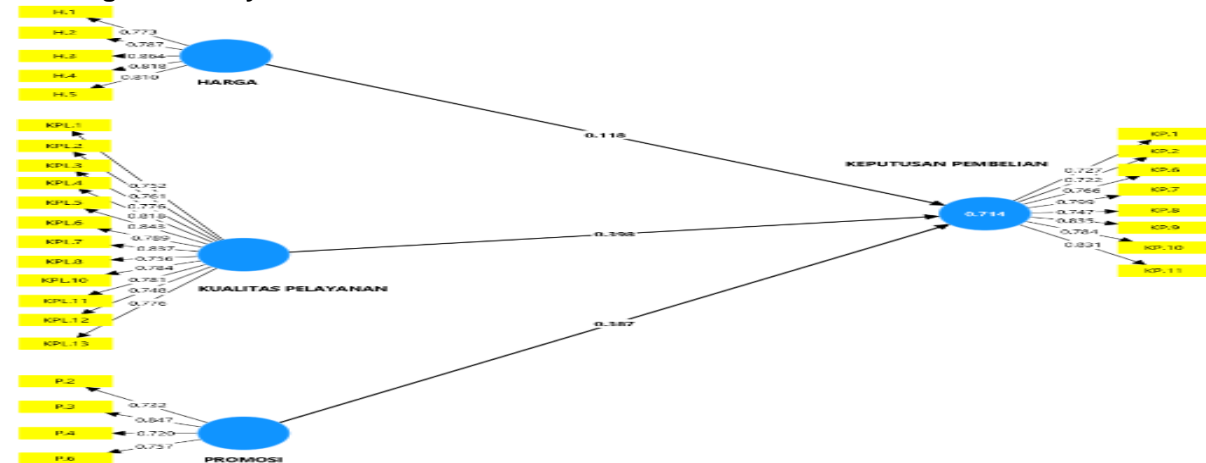 H.1
H.2
H.3
H.4
H.5
0.773
0.787
0.864
0.818
0.810
HARGA
KPL.1
KPL.2
KPL.3
KPL.4
KPL.5
KPL.6
KPL.7
KPL.8
KPL.10
KPL.11
KPL.12
KPL.13
0.752
0.761
0.776
0.818
0.843
0.789
0.837
0.756
0.784
0.781
0.748
0.776
KUALITAS PELAYANAN
P.2
P.3
P.4
P.6
0.847
0.720
0.757
PROMOSI
0.118
0.398
0.387
KEPUTUSAN PEMBELIAN
0.714
KP.1
KP.2
KP.6
KP.7
KP.8
KP.9
KP.10
KP.11
0.727
0.722
0.766
0.799
0.747
0.835
0.784
0.831